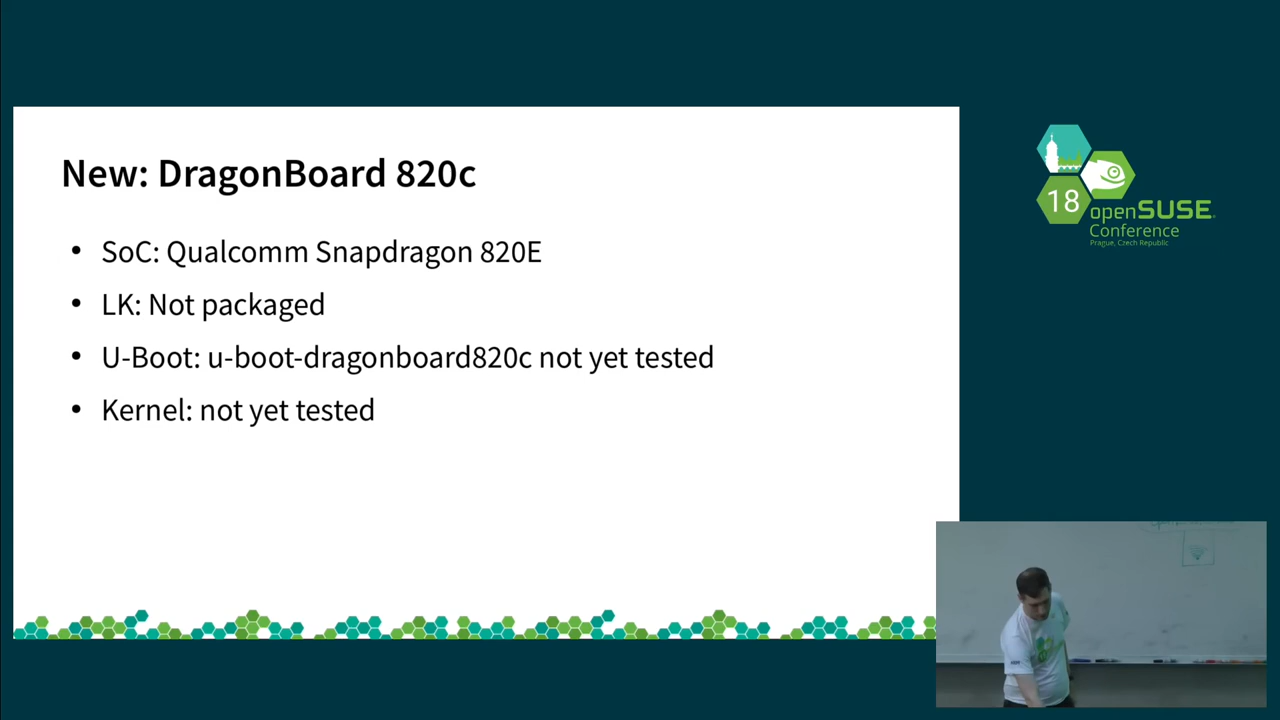 New: DragonBoard 820c
• SoC: Qualcomm Snapdragon 820E
• LK: Not packaged
• U-Boot: u-boot-dragonboard820c not yet tested
• Kernel: not yet tested
18
openSUSE
Conference
Prague, Czech Republic